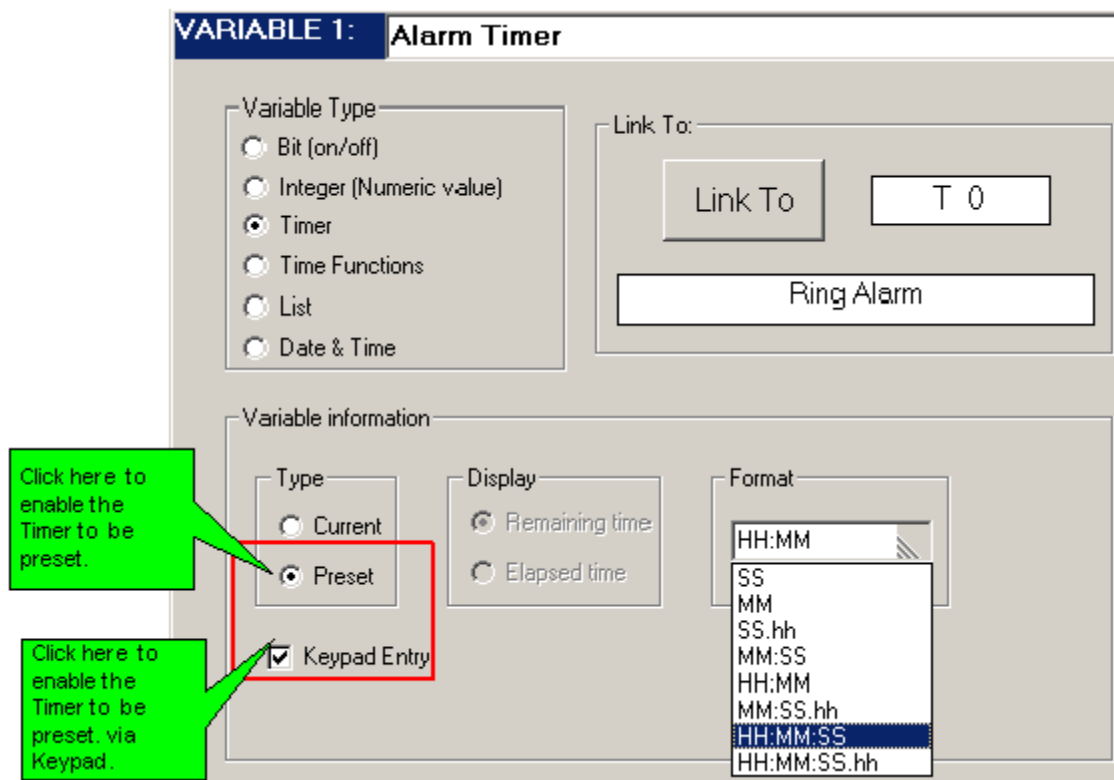 VARIABLE 1: Alarm Timer
Variable Type
Bit (on/off)
Integer (Numeric value)
Timer
Time Functions
List
Date & Time
Link To:
Link To
T 0
Ring Alarm
Variable information
Type
Current
Preset
Keypad Entry
Display
Remaining time
Elapsed time
Format
HH:MM
SS
MM
SS.hh
MM:SS
HH:MM
MM:SS.hh
HH:MM:SS
HH:MM:SS.hh
Click here to
enable the
Timer to be
preset.
Click here to
enable the
Timer to be
preset. via
Keypad.